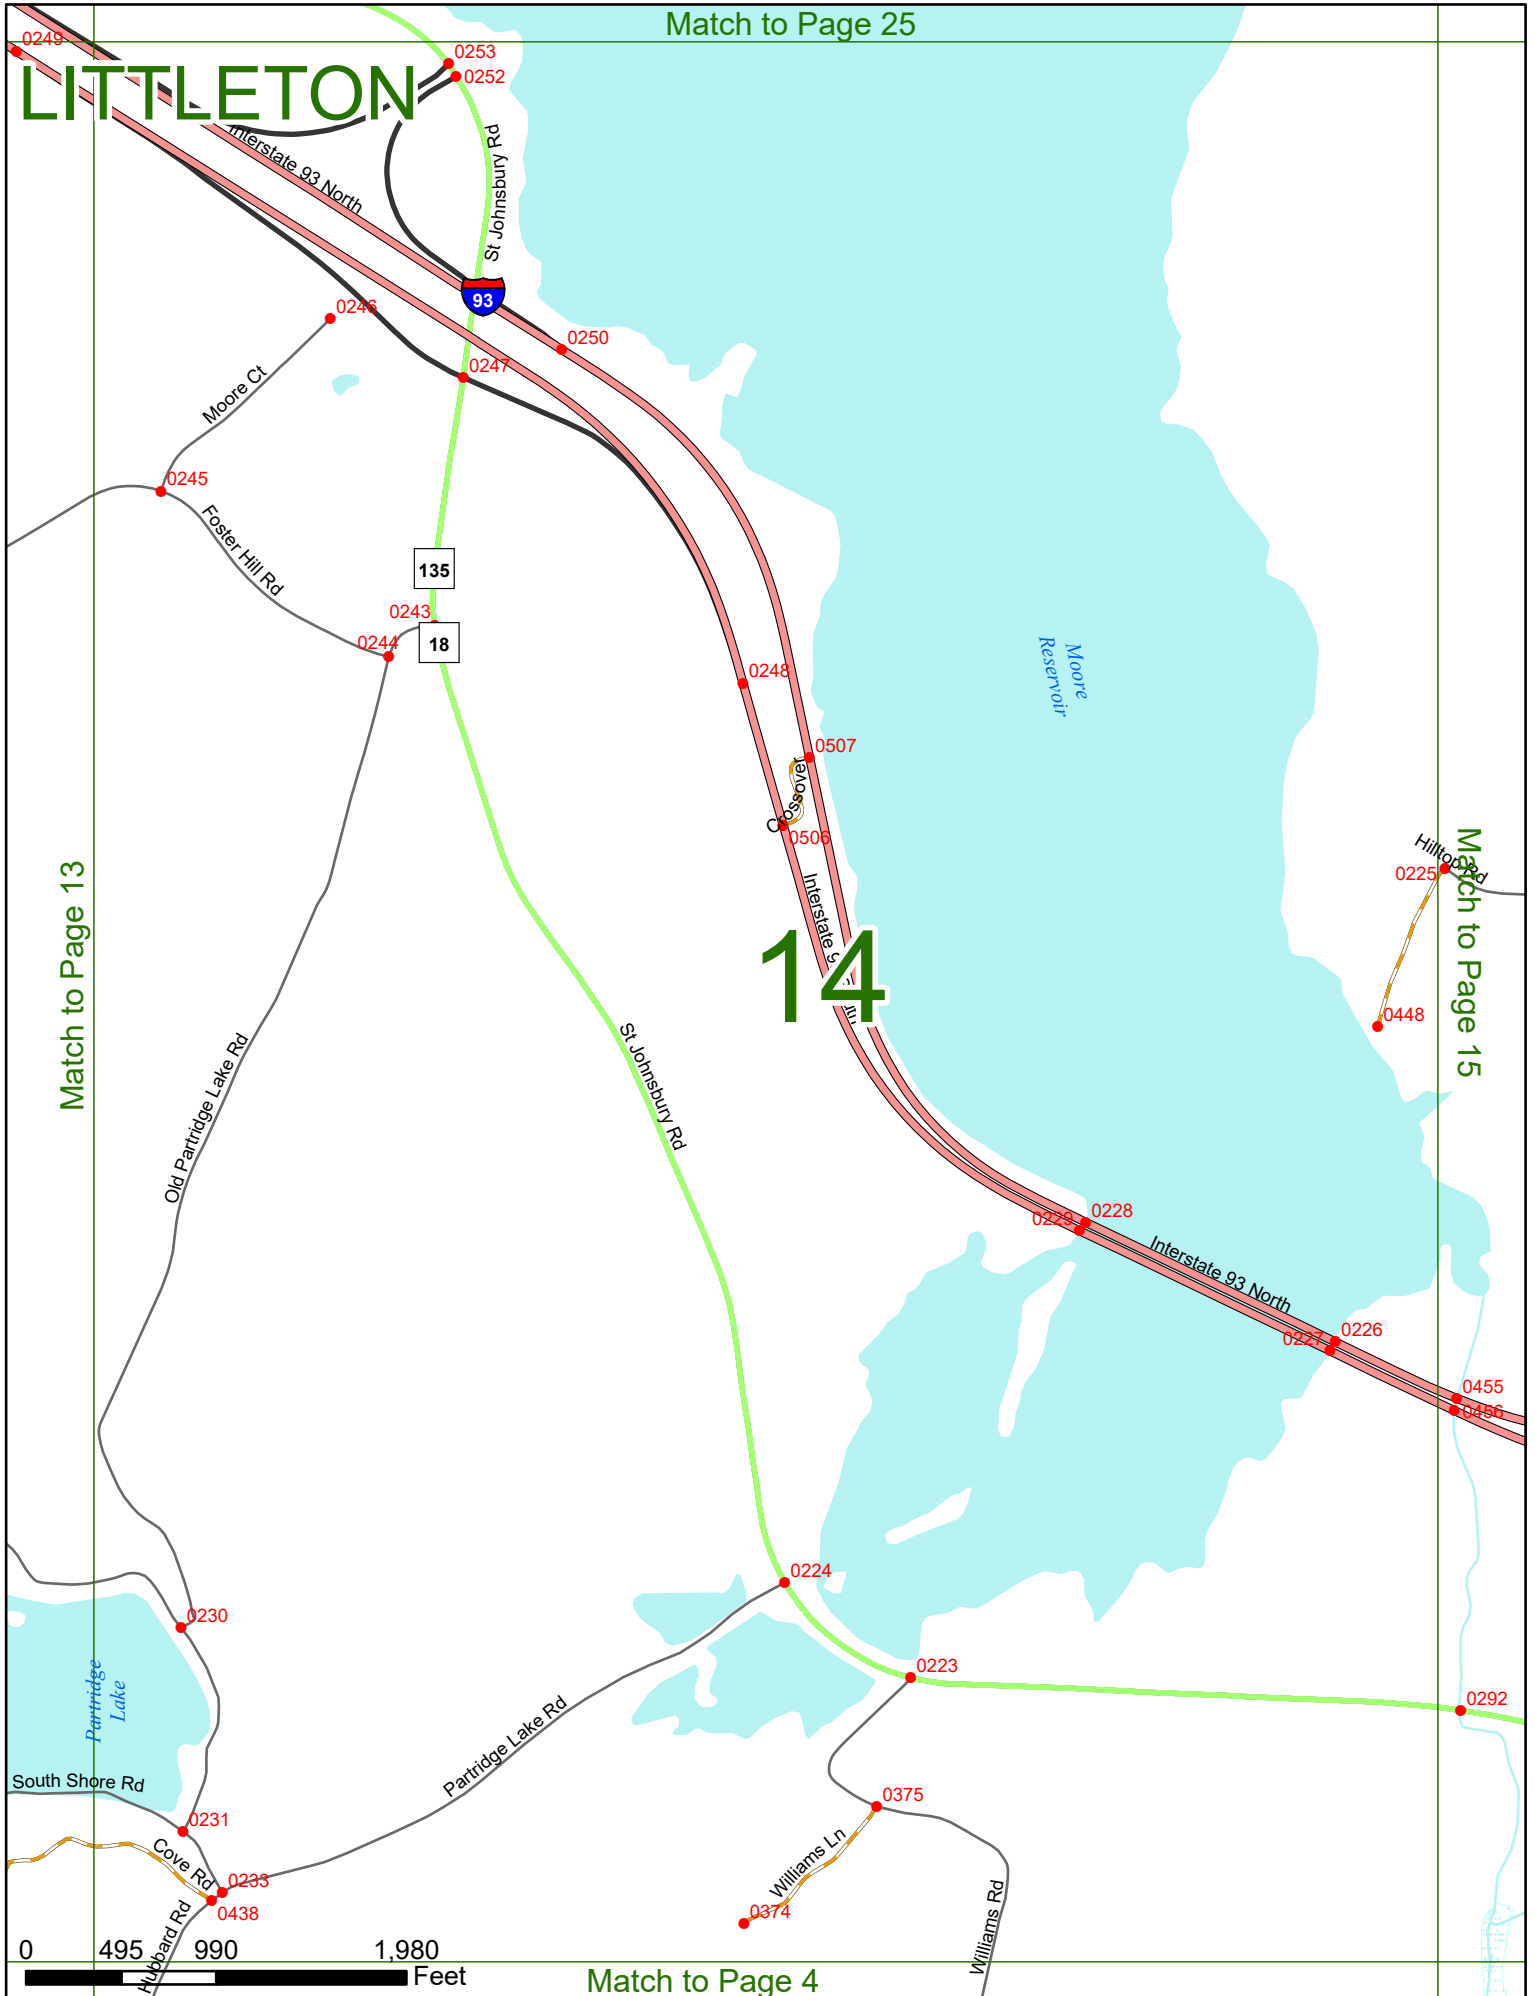 Match to Page 25
0249
0253
0252
LITTLETON
Interstate 93 North
St Johnsbury Rd
93
0246
0250
0247
Moore Ct
0245
Foster Hill Rd
135
0243
18
0244
0248
Moore
Reservoir
0507
Crossover
0506
Hilltop Rd
0225
Match to Page 13
Match to Page 15
Interstate 93 South
14
0448
St Johnsbury Rd
Old Partridge Lake Rd
0228
0229
Interstate 93 North
0226
0227
0455
0456
0224
0230
0223
Partridge
Lake
0292
Partridge Lake Rd
South Shore Rd
0231
0375
Cove Rd
Williams Ln
0233
0438
0374
Hubbard Rd
Williams Rd
0 495 990 1,980
Feet
Match to Page 4